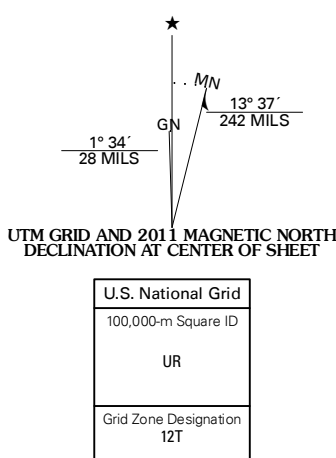 MN
GN
13° 37´
242 MILS
1° 34´
28 MILS
UTM GRID AND 2011 MAGNETIC NORTH
DECLINATION AT CENTER OF SHEET
U.S. National Grid
100,000-m Square ID
UR
Grid Zone Designation
12T